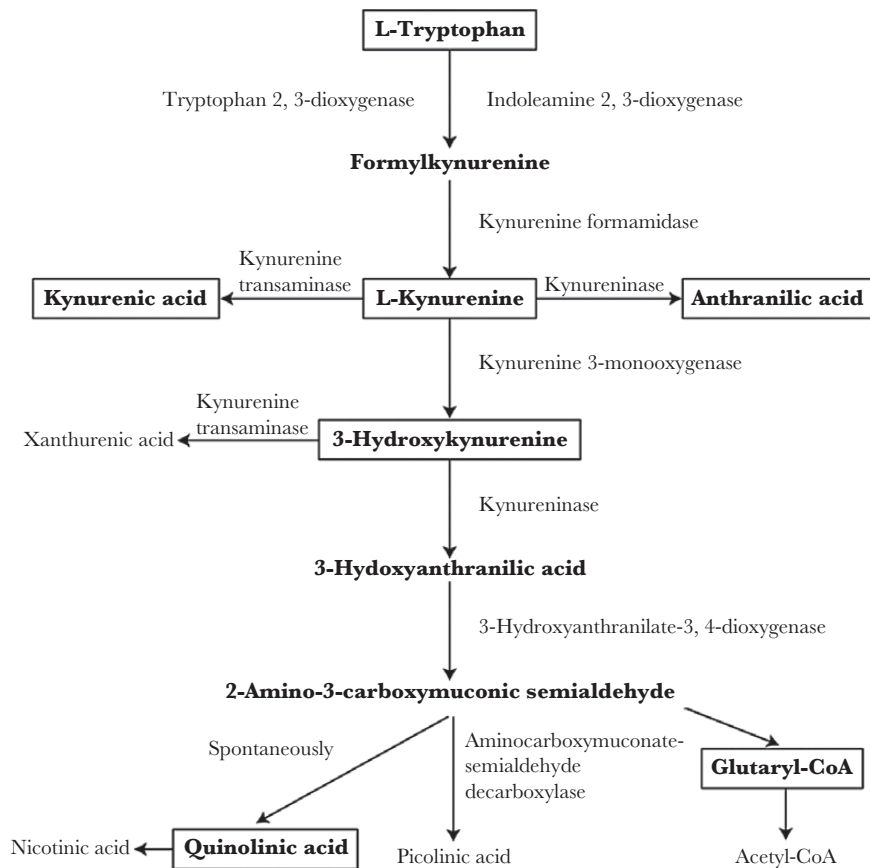 L-Tryptophan
Tryptophan 2, 3-dioxygenase
Indoleamine 2, 3-dioxygenase
Formylkynurenine
Kynurenine formamidase
Kynurenine
transaminase
Kynureninase
Kynurenic acid
L-Kynurenine
Anthranilic acid
Kynurenine 3-monooxygenase
Kynurenine
transaminase
Xanthurenic acid
3-Hydroxykynurenine
Kynureninase
3-Hydoxyanthranilic acid
3-Hydroxyanthranilate-3, 4-dioxygenase
2-Amino-3-carboxymuconic semialdehyde
Spontaneously
Aminocarboxymuconate-
semialdehyde
decarboxylase
Glutaryl-CoA
Nicotinic acid
Quinolinic acid
Picolinic acid
Acetyl-CoA